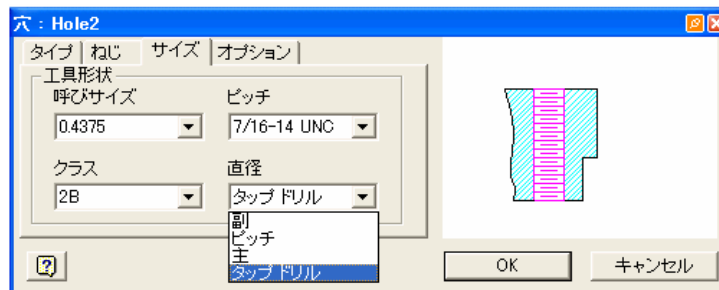 穴：Hole2
タイプ ねじ サイズ オプション
工具形状
呼びサイズ ピッチ
0.4375 7/16-14 UNC
クラス 直径
2B タップ ドリル
副
ピッチ
主
タップ ドリル
OK キャンセル